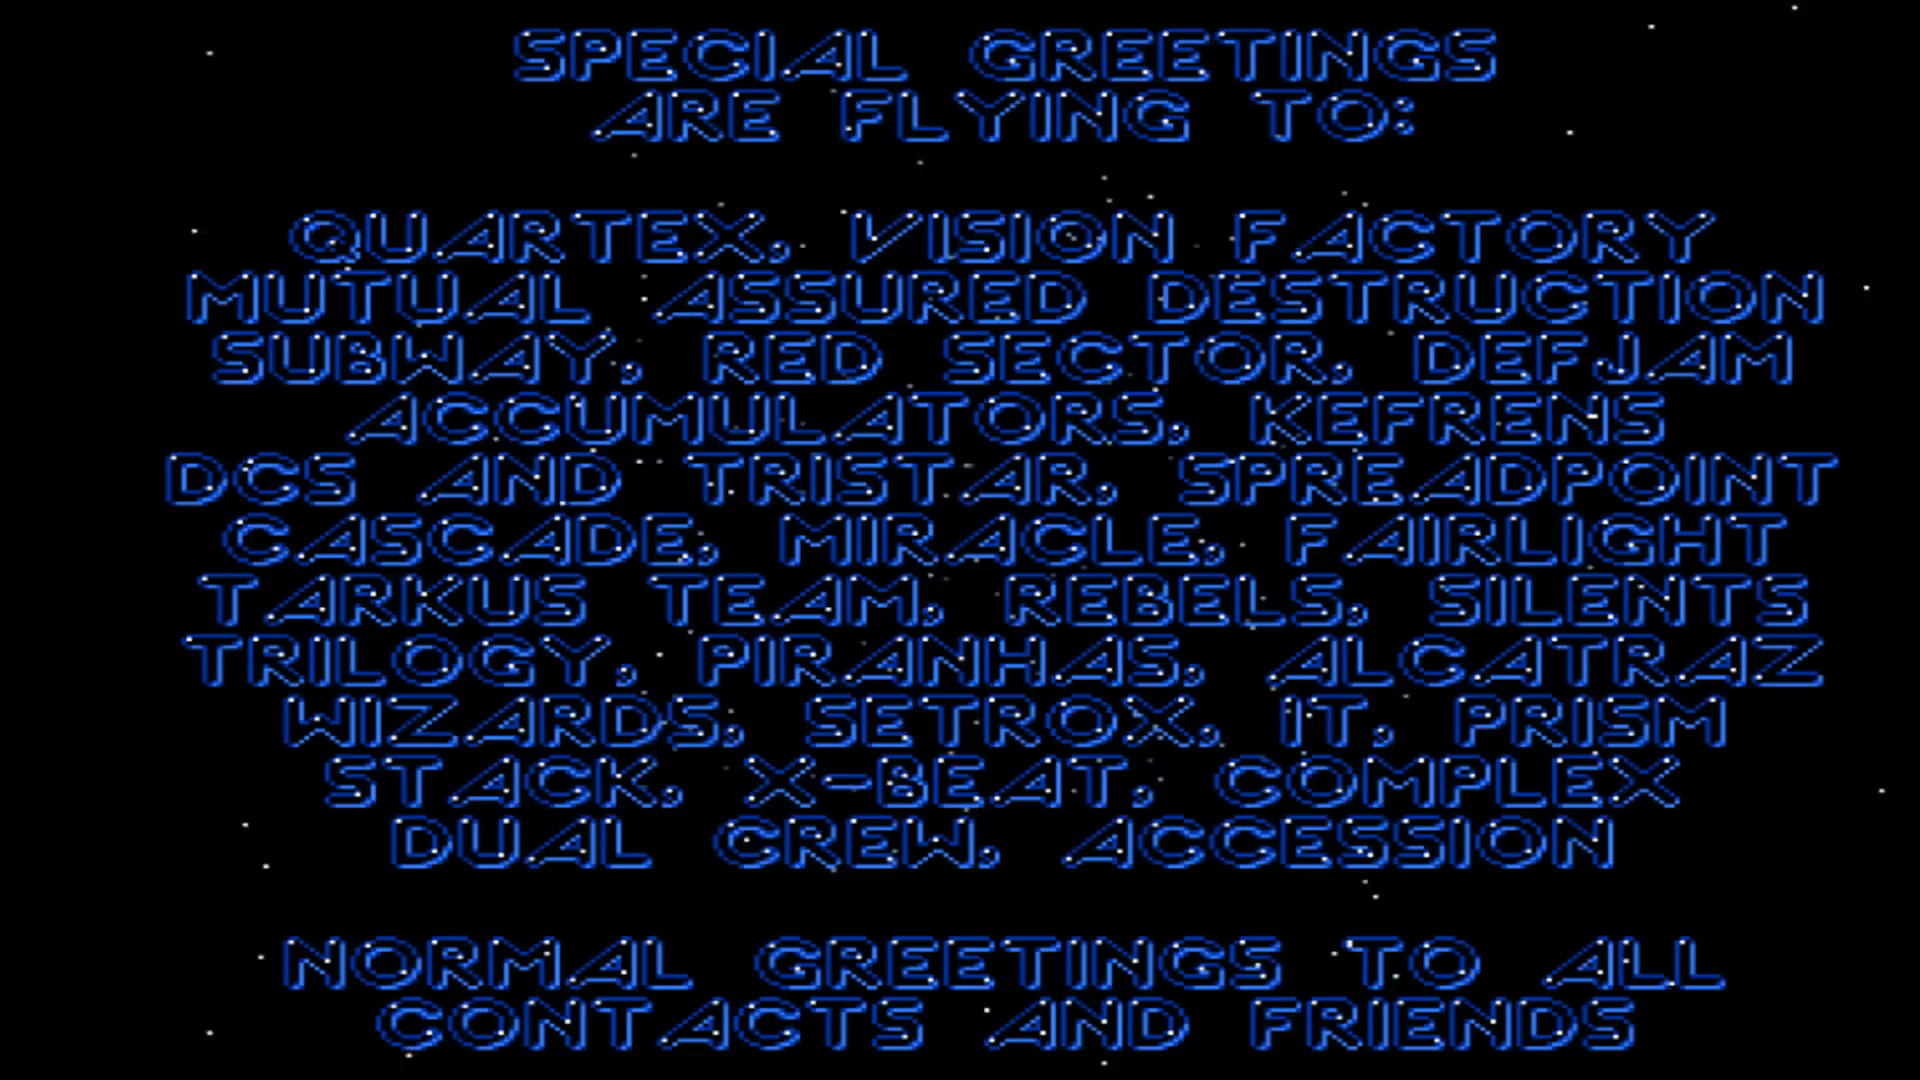 SPECIAL GREETINGS
ARE FLYING TO:
QUARTEX, VISION FACTORY
MUTUAL ASSURED DESTRUCTION
SUBWAY, RED SECTOR, DEFJAM
ACCUMULATORS, KEFRENS
DCS AND TRISTAR, SPREADPOINT
CASCADE, MIRACLE, FAIRLIGHT
TARKUS TEAM, REBELS, SILENTS
TRILOGY, PIRANHAS, ALCATRAZ
WIZARDS, SETROX, IT, PRISM
STACK, X-BEAT, COMPLEX
DUAL CREW, ACCESSION
NORMAL GREETINGS TO ALL
CONTACTS AND FRIENDS